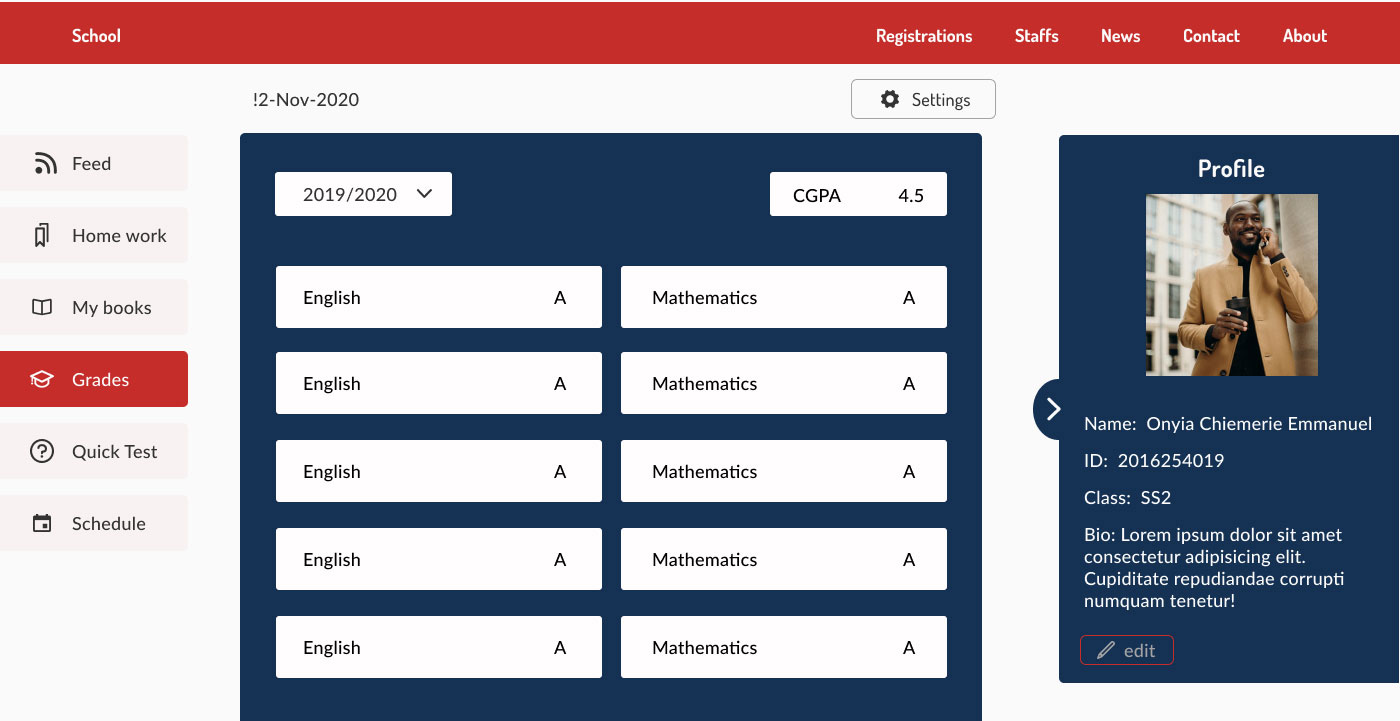 School
Registrations Staffs News Contact About
!2-Nov-2020
Settings
Feed
Home work
My books
Grades
Quick Test
Schedule
2019/2020
CGPA 4.5
English A
Mathematics A
English A
Mathematics A
English A
Mathematics A
English A
Mathematics A
English A
Mathematics A
Profile
Name: Onyia Chiemerie Emmanuel
ID: 2016254019
Class: SS2
Bio: Lorem ipsum dolor sit amet
consectetur adipisicing elit.
Cupiditate repudiandae corrupti
numquam tenetur!
edit